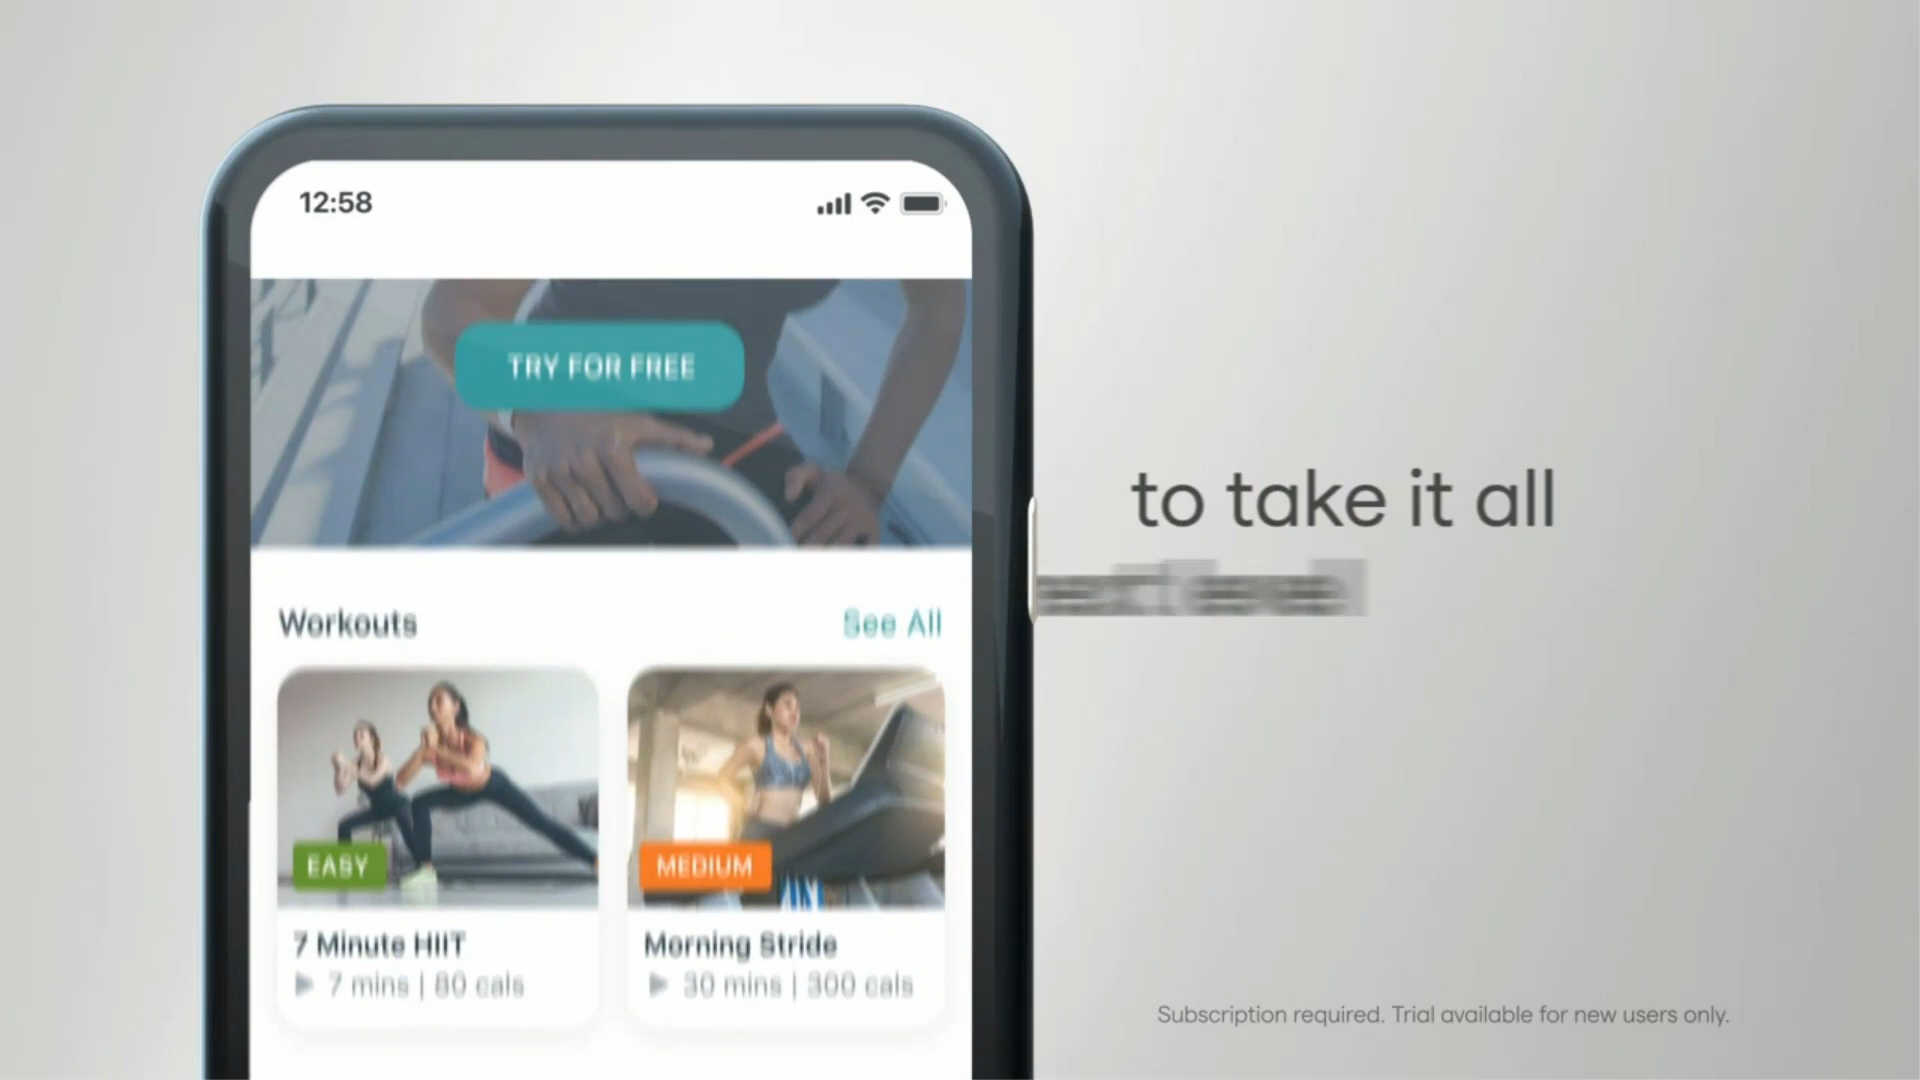 12:58
TRY FOR FREE
to take it all
Workouts
See All
EASY
MEDIUM
7 Minute HIIT
Morning Stride
7 mins | 80 cals
30 mins | 300 cals
Subscription required. Trial available for new users only.